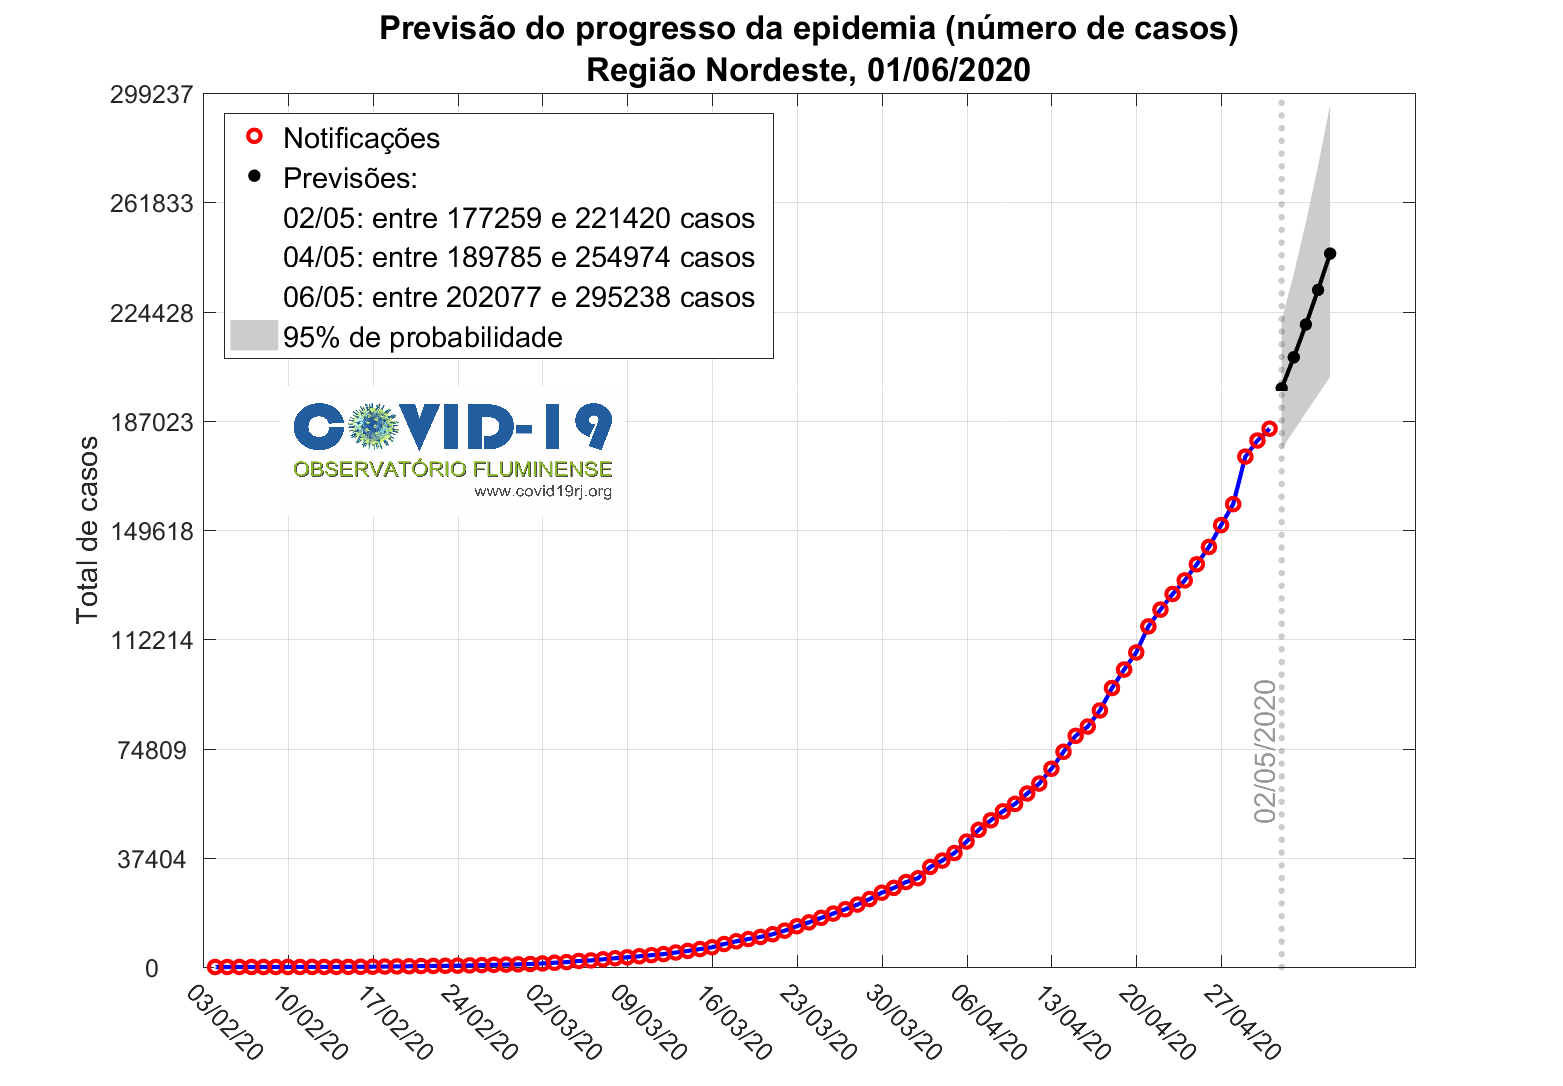 Previsão do progresso da epidemia (número de casos)
Região Nordeste, 01/06/2020
299237
261833
224428
187023
149618
112214
74809
37404
0
Total de casos
Notificações
Previsões:
02/05: entre 177259 e 221420 casos
04/05: entre 189785 e 254974 casos
06/05: entre 202077 e 295238 casos
95% de probabilidade
COVID-19
OBSERVATÓRIO FLUMINENSE
www.covid19rj.org
02/05/2020
03/02/20
10/02/20
17/02/20
24/02/20
02/03/20
09/03/20
16/03/20
23/03/20
30/03/20
06/04/20
13/04/20
20/04/20
27/04/20